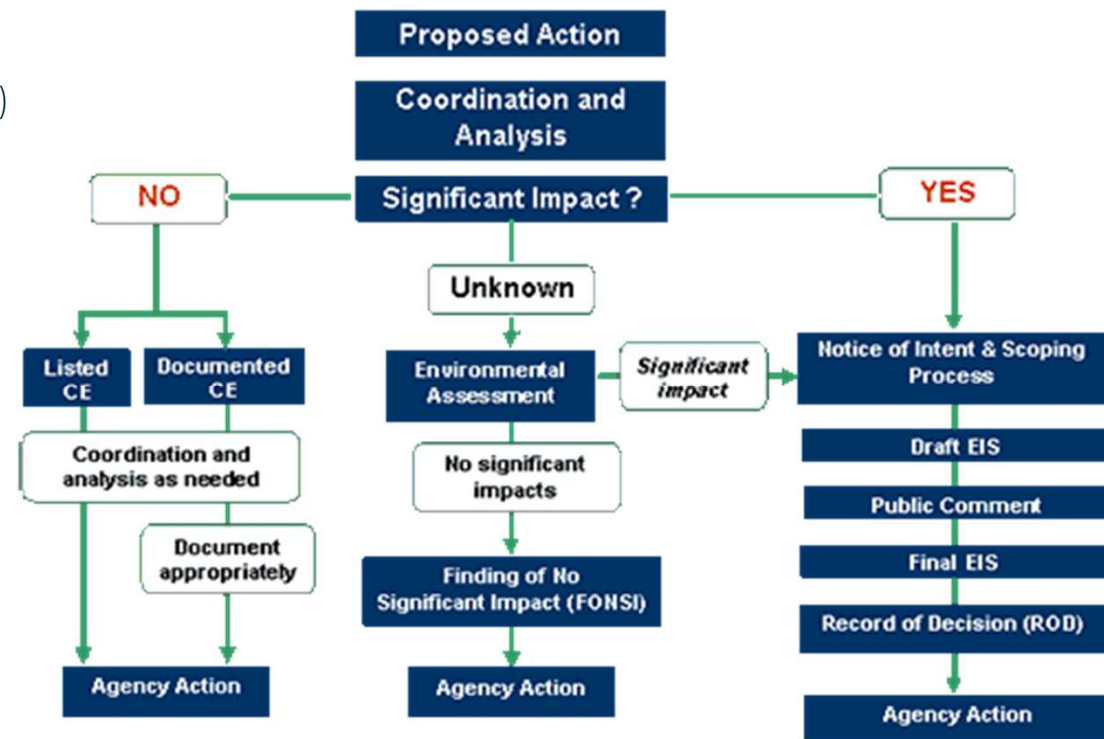 Proposed Action
)
Coordination and
Analysis
NO
Significant Impact ?
YES
Unknown
Listed
CE
Documented
CE
Environmental
Assessment
Significant
impact
Notice of Intent & Scoping
Process
Coordination and
analysis as needed
No significant
impacts
Draft EIS
Public Comment
Document
appropriately
Final EIS
Finding of No
Significant Impact (FONSI)
Record of Decision (ROD)
Agency Action
Agency Action
Agency Action